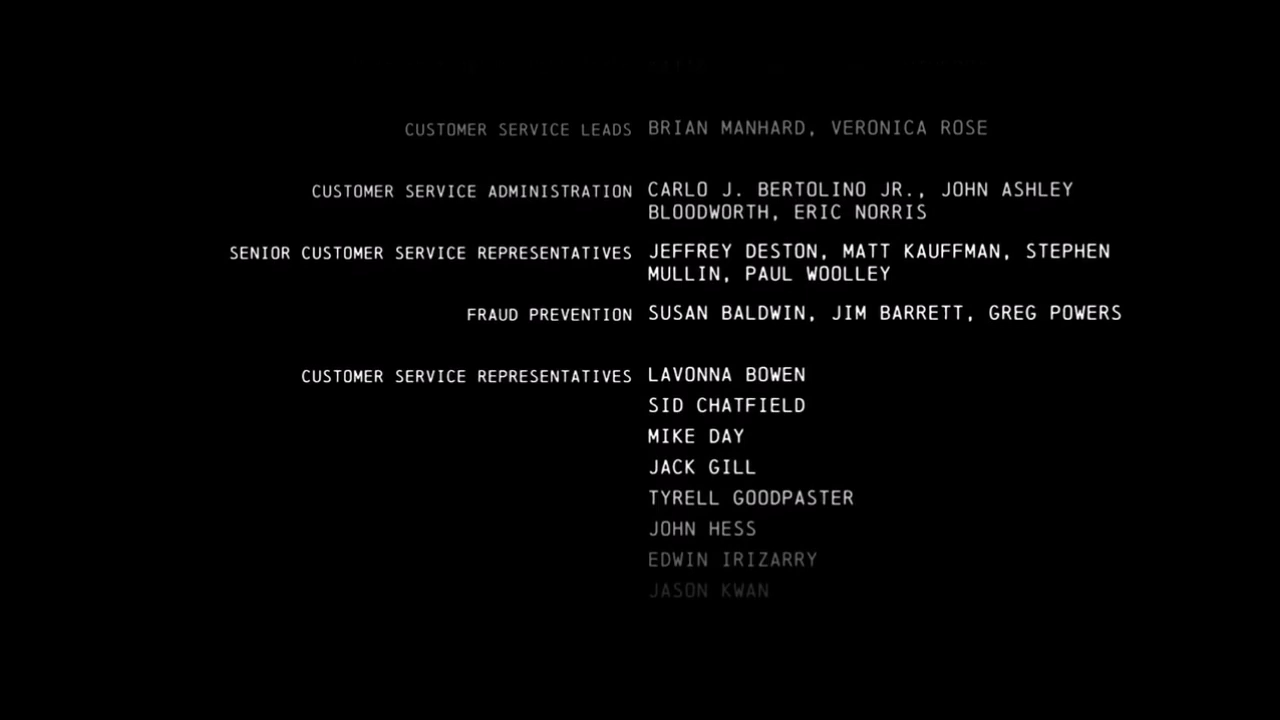 CUSTOMER SERVICE LEADS BRIAN MANHARD, VERONICA ROSE
CUSTOMER SERVICE ADMINISTRATION CARLO J. BERTOLINO JR., JOHN ASHLEY
BLOODWORTH, ERIC NORRIS
SENIOR CUSTOMER SERVICE REPRESENTATIVES JEFFREY DESTON, MATT KAUFFMAN, STEPHEN
MULLIN, PAUL WOOLLEY
FRAUD PREVENTION SUSAN BALDWIN, JIM BARRETT, GREG POWERS
CUSTOMER SERVICE REPRESENTATIVES LAVONNA BOWEN
SID CHATFIELD
MIKE DAY
JACK GILL
TYRELL GOODPASTER
JOHN HESS
EDWIN IRIZARRY
JASON KWAN